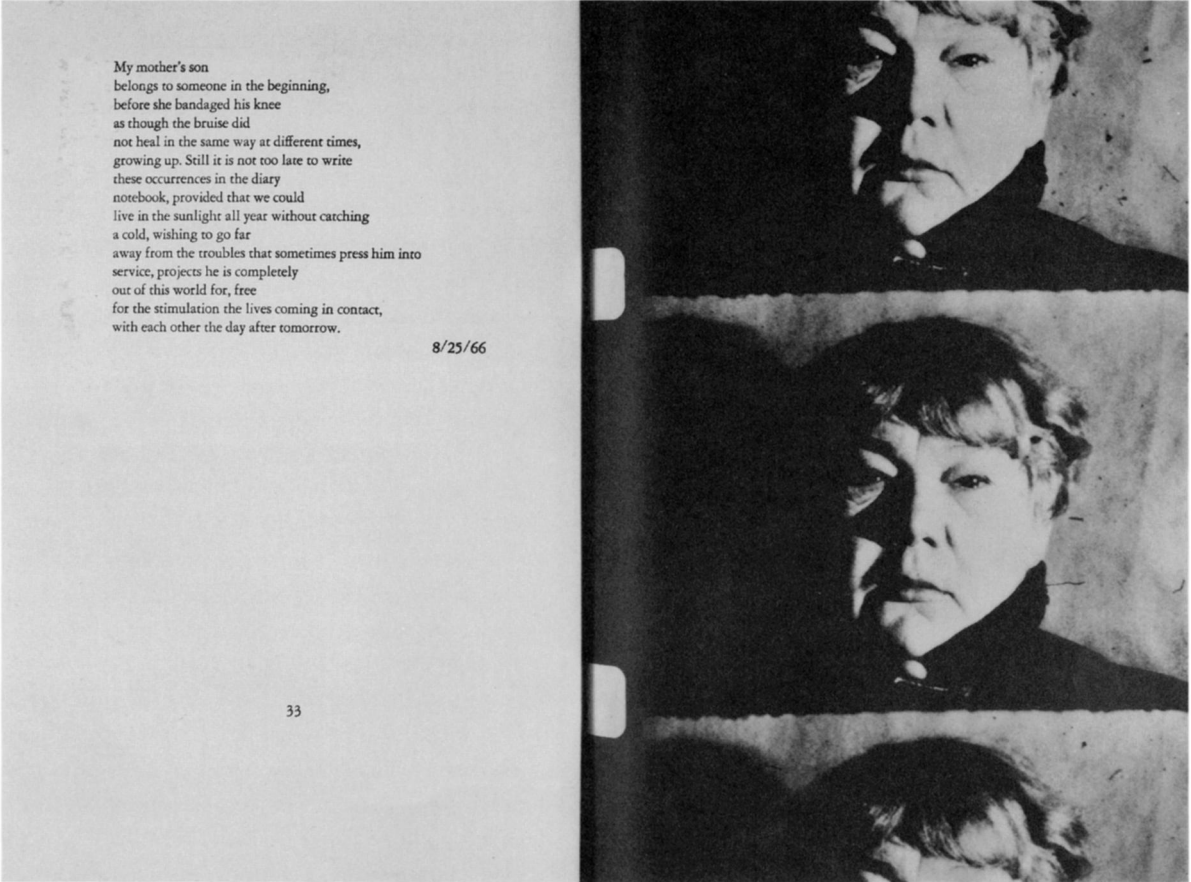 My mother's son
belongs to someone in the beginning,
before she bandaged his knee
as though the bruise did
not heal in the same way at different times,
growing up. Still it is not too late to write
these occurrences in the diary
notebook, provided that we could
live in the sunlight all year without catching
a cold, wishing to go far
away from the troubles that sometimes press him into
service, projects he is completely
out of this world for, free
for the stimulation the lives coming in contact,
with each other the day after tomorrow.
8/25/66
33